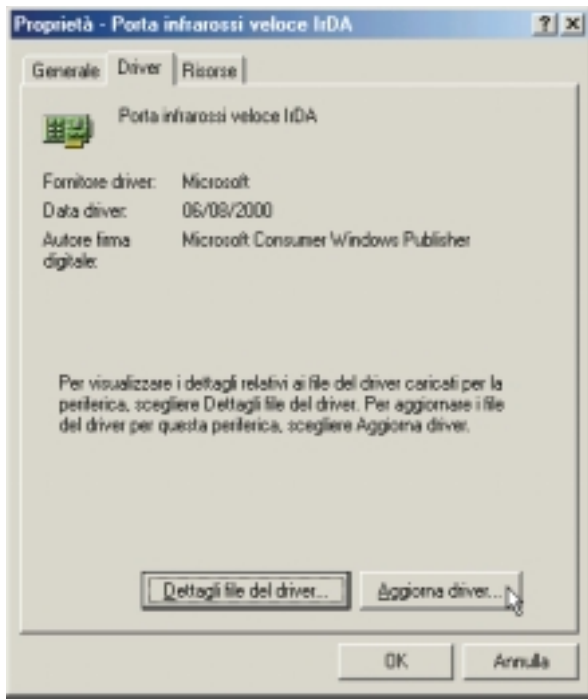 Proprietà - Porta infrarossi veloce IrDA
Generale
Driver
Risorse
Porta infrarossi veloce IrDA
Fornitore driver: Microsoft
Data driver: 06/08/2000
Autore firma digitale: Microsoft Consumer Windows Publisher
Per visualizzare i dettagli relativi ai file del driver caricati per la
periferica, scegliere Dettagli file del driver. Per aggiornare i file
del driver per questa periferica, scegliere Aggiorna driver.
Dettagli file del driver...
Aggiorna driver...
OK
Annulla